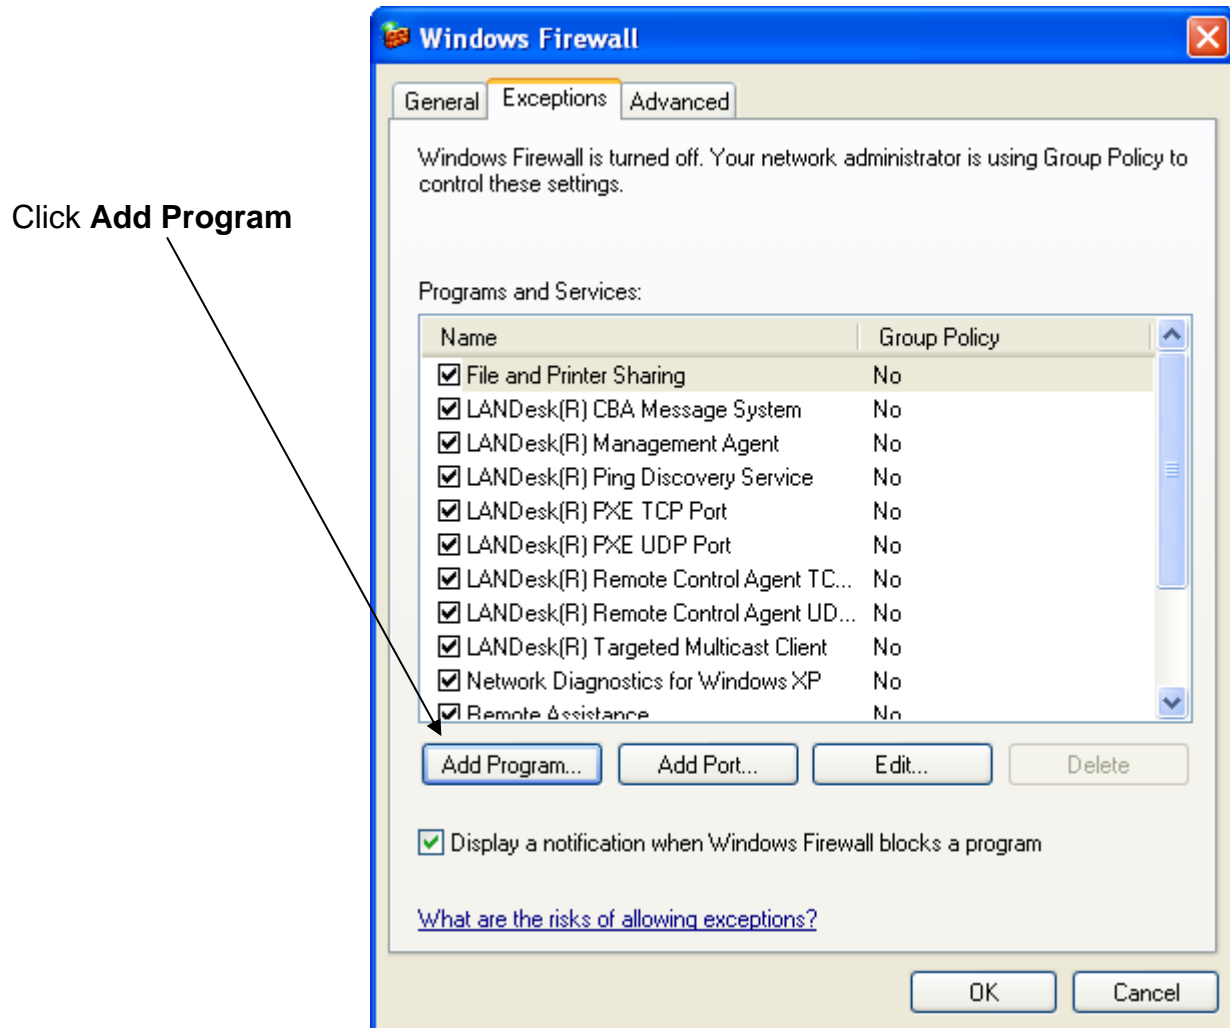 Windows Firewall
General Exceptions Advanced
Windows Firewall is turned off. Your network administrator is using Group Policy to
control these settings.
Click Add Program
Programs and Services:
Name Group Policy
File and Printer Sharing No
LANDesk(R) CBA Message System No
LANDesk(R) Management Agent No
LANDesk(R) Ping Discovery Service No
LANDesk(R) PXE TCP Port No
LANDesk(R) PXE UDP Port No
LANDesk(R) Remote Control Agent TC... No
LANDesk(R) Remote Control Agent UD... No
LANDesk(R) Targeted Multicast Client No
Network Diagnostics for Windows XP No
Remote Assistance No
Add Program... Add Port... Edit... Delete
Display a notification when Windows Firewall blocks a program
What are the risks of allowing exceptions?
OK Cancel